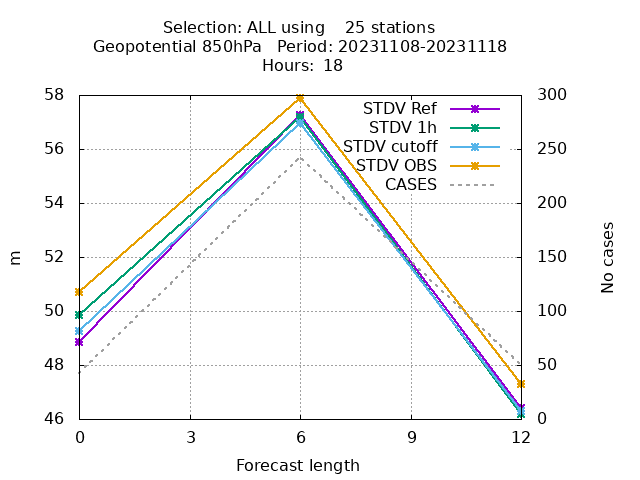 Selection: ALL using    25 stations
Geopotential 850hPa   Period: 20231108-20231118
Hours: 18
58
56
54
52
50
48
46
m
300
250
200
150
100
50
0
No cases
STDV Ref
STDV 1h
STDV cutoff
STDV OBS
CASES
0 3 6 9 12
Forecast length